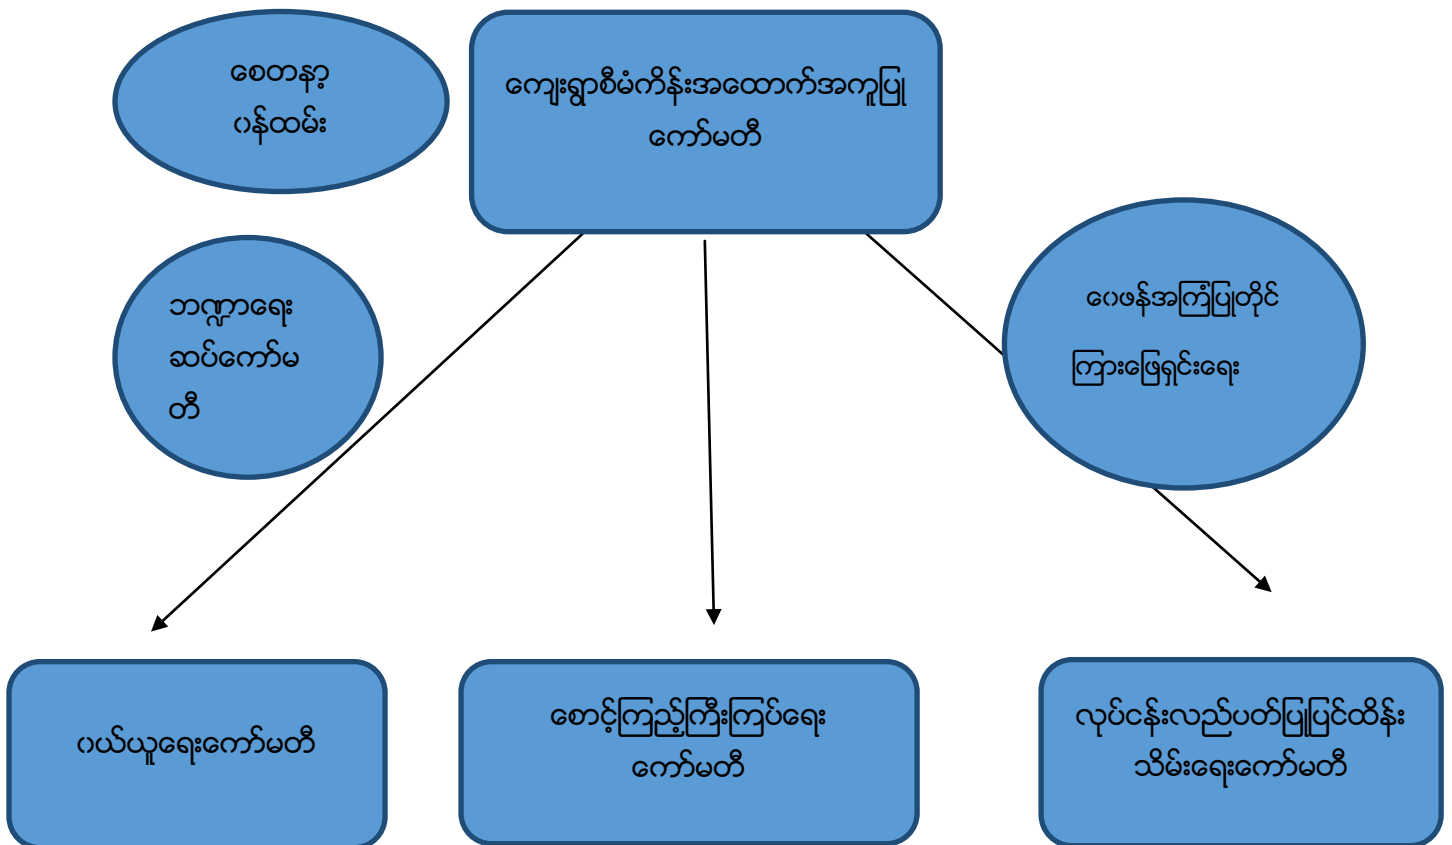 စေတနာ့
ဝန်ထမ်း
ကျေးရွာစီမံကိန်းအထောက်အကူပြု
ကော်မတီ
ဘဏ္ဍာရေး
ဆပ်ကော်မ
တီ
ဝေဖန်အကြံပြုတိုင်
ကြားဖြေရှင်းရေး
ဝယ်ယူရေးကော်မတီ
စောင့်ကြည့်ကြီးကြပ်ရေး
ကော်မတီ
လုပ်ငန်းလည်ပတ်ပြုပြင်ထိန်း
သိမ်းရေးကော်မတီ